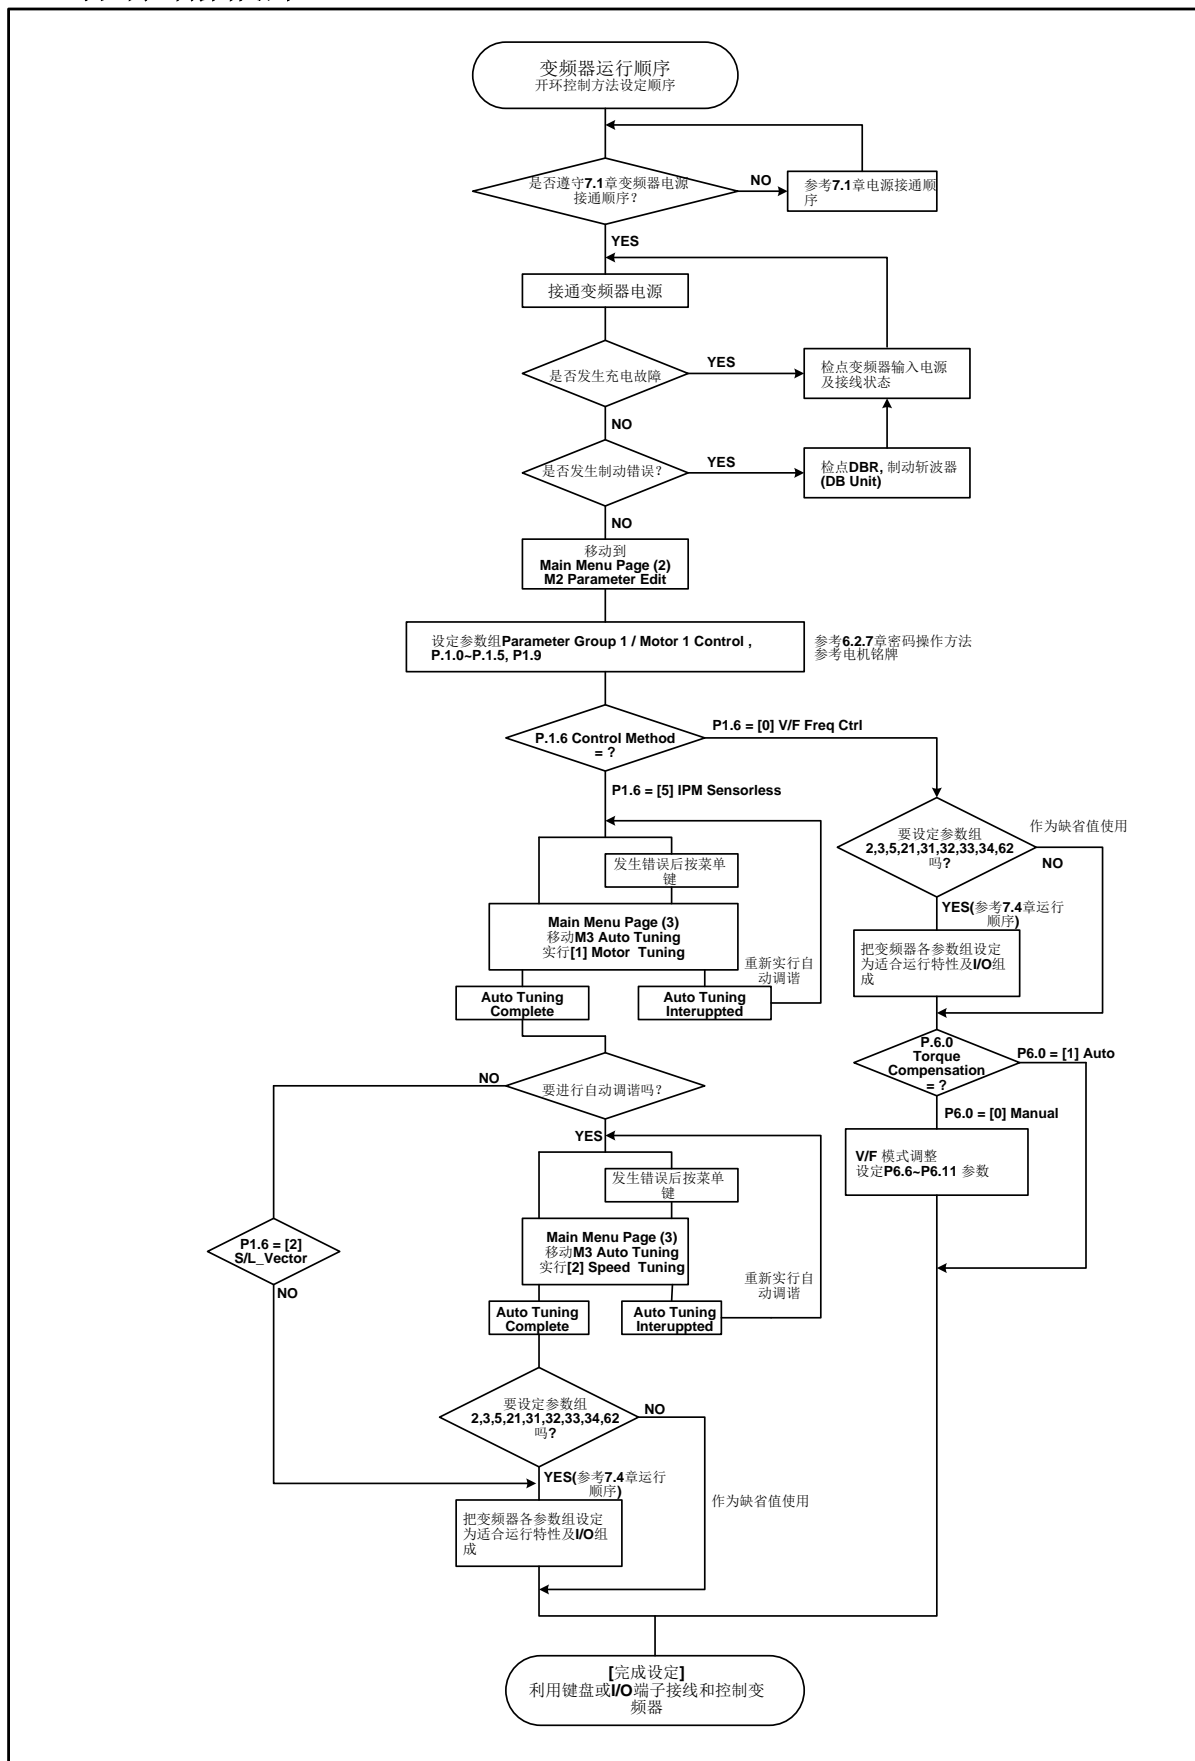 变频器运行顺序
开环控制方法设定顺序
是否遵守7.1章变频器电源
接通顺序?
NO
参考7.1章电源接通顺
序
YES
接通变频器电源
是否发生充电故障
YES
检点变频器输入电源
及接线状态
NO
是否发生制动错误?
YES
检点DBR, 制动斩波器
(DB Unit)
NO
移动到
Main Menu Page (2)
M2 Parameter Edit
设定参数组Parameter Group 1 / Motor 1 Control ,
P.1.0~P.1.5, P1.9
参考6.2.7章密码操作方法
参考电机铭牌
P.1.6 Control Method
= ?
P1.6 = [0] V/F Freq Ctrl
P1.6 = [5] IPM Sensorless
发生错误后按菜单
键
Main Menu Page (3)
移动M3 Auto Tuning
实行[1] Motor Tuning
重新实行自
动调谐
Auto Tuning
Complete
Auto Tuning
Interuppted
要设定参数组
2,3,5,21,31,32,33,34,62
吗?
作为缺省值使用
NO
YES(参考7.4章运行
顺序)
把变频器各参数组设定
为适合运行特性及I/O组
成
P.6.0
Torque
Compensation
= ?
P6.0 = [1] Auto
P6.0 = [0] Manual
V/F 模式调整
设定P6.6~P6.11 参数
NO
要进行自动调谐吗?
YES
发生错误后按菜单
键
Main Menu Page (3)
移动M3 Auto Tuning
实行[2] Speed Tuning
重新实行自
动调谐
Auto Tuning
Complete
Auto Tuning
Interuppted
P1.6 = [2]
S/L_Vector
NO
要设定参数组
2,3,5,21,31,32,33,34,62
吗?
NO
YES(参考7.4章运行
顺序)
作为缺省值使用
把变频器各参数组设定
为适合运行特性及I/O组
成
[完成设定]
利用键盘或I/O端子接线和控制变
频器